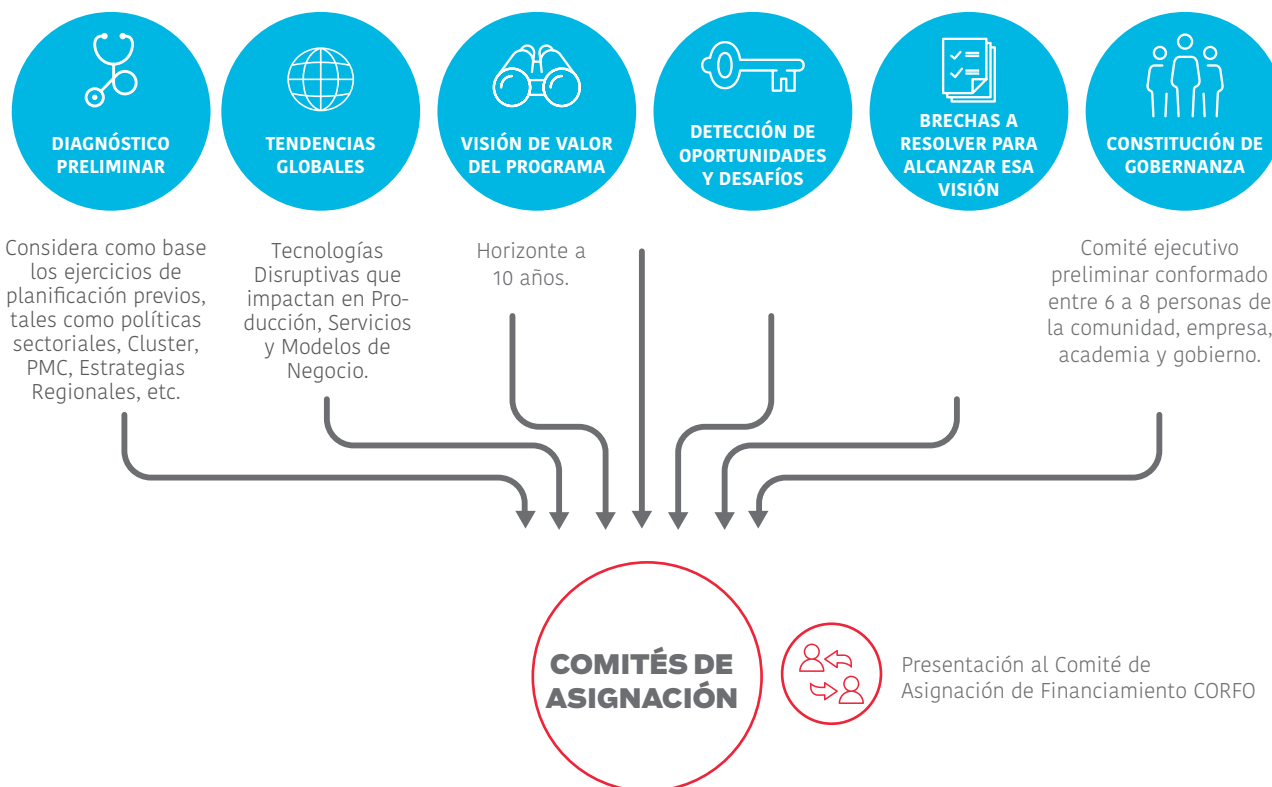 DIAGNÓSTICO
PRELIMINAR
TENDENCIAS
GLOBALES
VISIÓN DE VALOR
DEL PROGRAMA
DETECCIÓN DE
OPORTUNIDADES
Y DESAFÍOS
BRECHAS A
RESOLVER PARA
ALCANZAR ESA
VISIÓN
CONSTITUCIÓN DE
GOBERNANZA
Considera como base
los ejercicios de
planificación previos,
tales como políticas
sectoriales, Cluster,
PMC, Estrategias
Regionales, etc.
Tecnologías
Disruptivas que
impactan en Pro-
ducción, Servicios
y Modelos de
Negocio.
Horizonte a
10 años.
Comité ejecutivo
preliminar conformado
entre 6 a 8 personas de
la comunidad, empresa,
academia y gobierno.
COMITÉS DE
ASIGNACIÓN
Presentación al Comité de
Asignación de Financiamiento CORFO